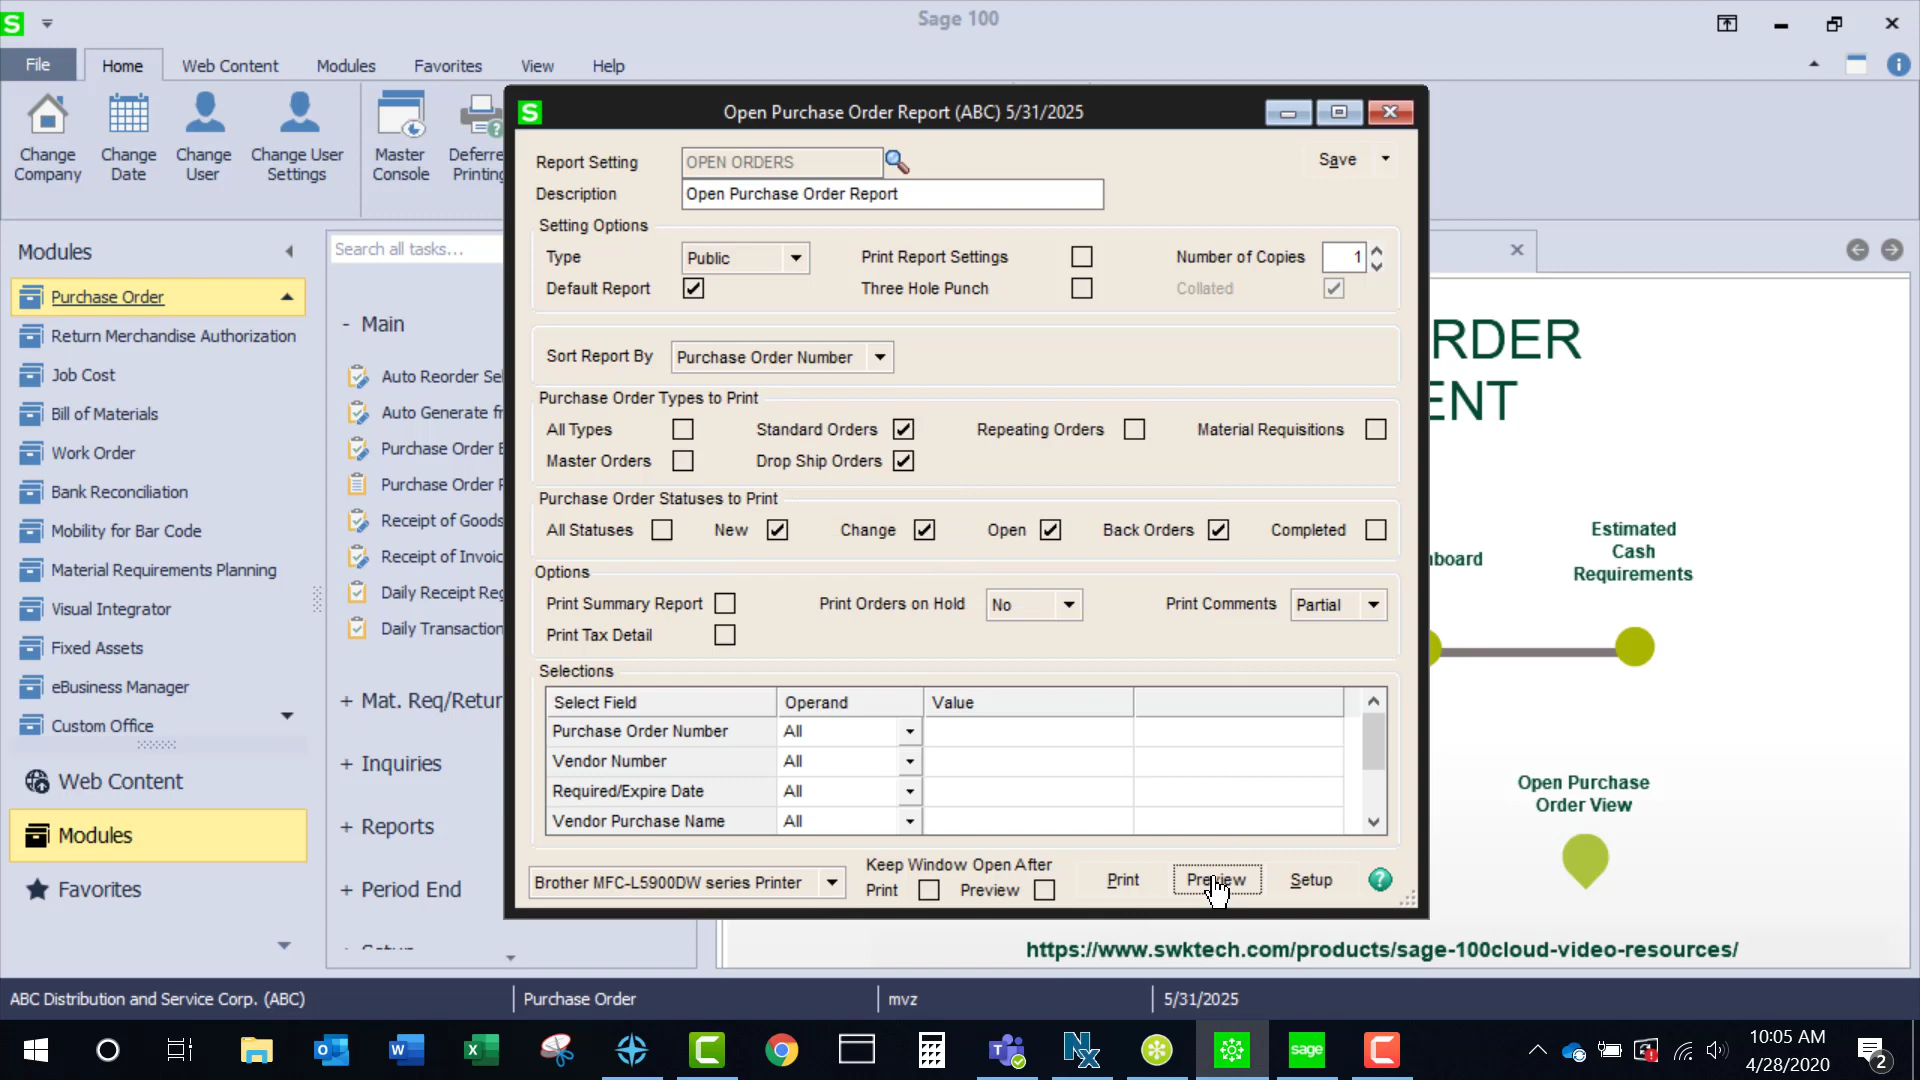 Sage 100
File
Home
Web Content
Modules
Favorites
View
Help
Change Company
Change Date
Change User
Change User Settings
Master Console
Deferre
Printing
Modules
Purchase Order
Return Merchandise Authorization
Job Cost
Bill of Materials
Work Order
Bank Reconciliation
Mobility for Bar Code
Material Requirements Planning
Visual Integrator
Fixed Assets
eBusiness Manager
Custom Office
Web Content
Modules
Favorites
Search all tasks...
- Main
Auto Reorder Se
Auto Generate f
Purchase Order E
Purchase Order F
Receipt of Goods
Receipt of Invoic
Daily Receipt Reg
Daily Transaction
+ Mat. Req/Retur
+ Inquiries
+ Reports
+ Period End
Open Purchase Order Report (ABC) 5/31/2025
Report Setting
OPEN ORDERS
Save
Description
Open Purchase Order Report
Setting Options
Type
Public
Print Report Settings
Number of Copies
1
Default Report
Three Hole Punch
Collated
Sort Report By
Purchase Order Number
Purchase Order Types to Print
All Types
Standard Orders
Repeating Orders
Material Requisitions
Master Orders
Drop Ship Orders
Purchase Order Statuses to Print
All Statuses
New
Change
Open
Back Orders
Completed
Options
Print Summary Report
Print Orders on Hold
No
Print Comments
Partial
Print Tax Detail
Selections
Select Field
Operand
Value
Purchase Order Number
All
Vendor Number
All
Required/Expire Date
All
Vendor Purchase Name
All
Brother MFC-L5900DW series Printer
Keep Window Open After
Print
Preview
Print
Preview
Setup
RDER
ENT
board
Estimated
Cash
Requirements
Open Purchase
Order View
https://www.swktech.com/products/sage-100cloud-video-resources/
ABC Distribution and Service Corp. (ABC)
Purchase Order
mvz
5/31/2025
sage
10:05 AM
4/28/2020
2